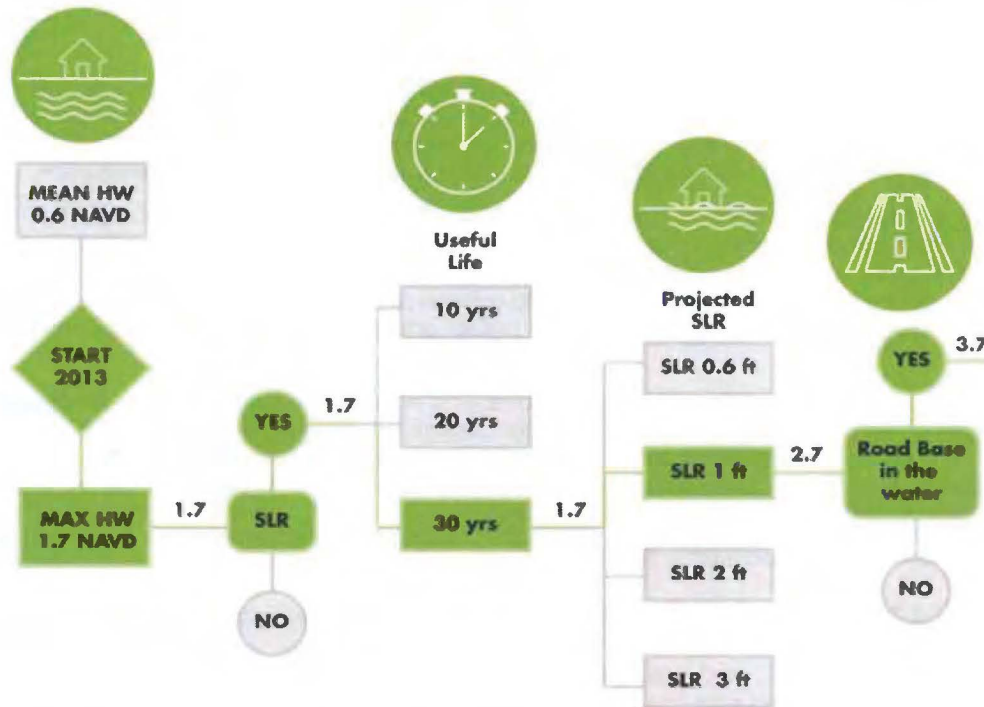 MEAN HW
0.6 NAVD
START
2013
MAX HW
1.7 NAVD
1.7
YES
SLR
NO
1.7
Useful
Life
10 yrs
20 yrs
30 yrs
1.7
Projected
SLR
SLR 0.6 ft
SLR 1 ft
SLR 2 ft
SLR 3 ft
2.7
YES
3.7
Road Base
in the
water
NO